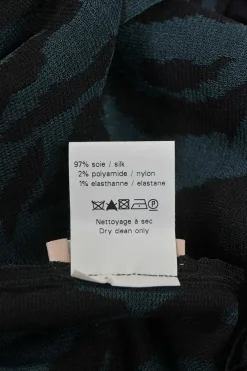 97% soie / silk
2% polyamide / nylon
1% elasthanne / elastane
Nettoyage à sec
Dry clean only